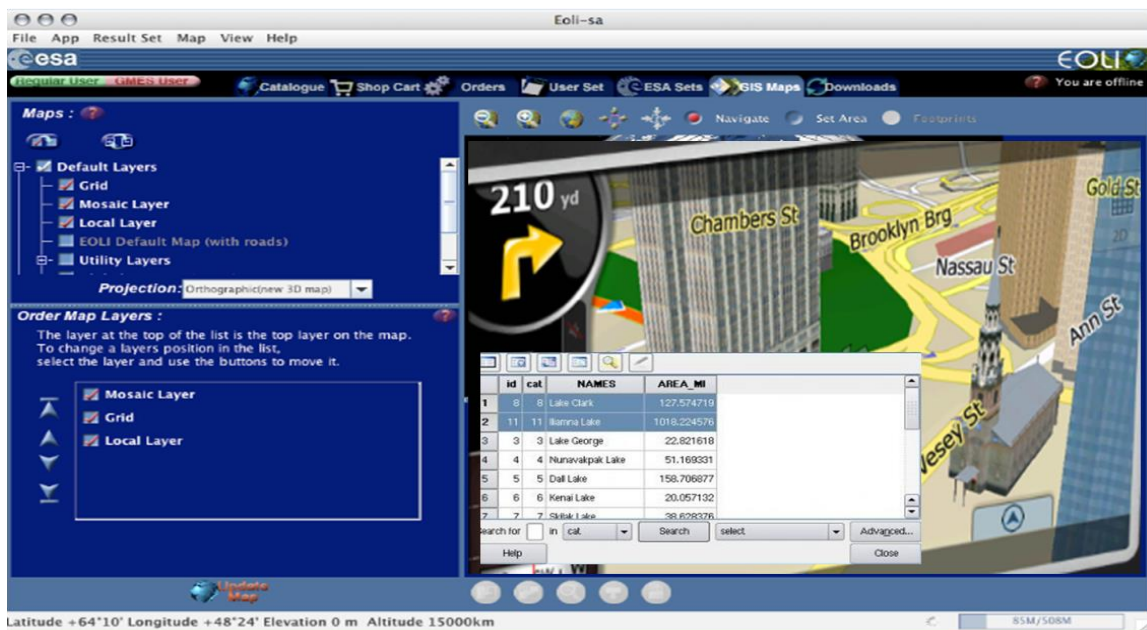 Eoli-sa
File App Result Set Map View Help
esa
EOLI
Regular User GMES User
Catalogue Shop Cart Orders User Set ESA Sets GIS Maps Downloads
You are offline
Maps :
Navigate Set Area Footprints
Default Layers
Grid
Mosaic Layer
Local Layer
EOLI Default Map (with roads)
Utility Layers
Projection: Orthographic(new 3D map)
Order Map Layers :
The layer at the top of the list is the top layer on the map.
To change a layers position in the list,
select the layer and use the buttons to move it.
Mosaic Layer
Grid
Local Layer
210 yd
Chambers St
Brooklyn Brg
Gold St
2D
Nassau St
Ann St
Vesey St
id cat NAMES AREA_MI
1 8 8 Lake Clark 127.574719
2 11 11 Iliamna Lake 1018.224576
3 3 3 Lake George 22.821618
4 4 4 Nunavakpak Lake 51.169331
5 5 5 Dall Lake 158.706877
6 6 6 Kenai Lake 20.057132
7 7 7 Skilak Lake 38.628376
Search for in cat Search select Advanced...
Help Close
Update
Map
Latitude +64°10' Longitude +48°24' Elevation 0 m Altitude 15000km
85M/508M